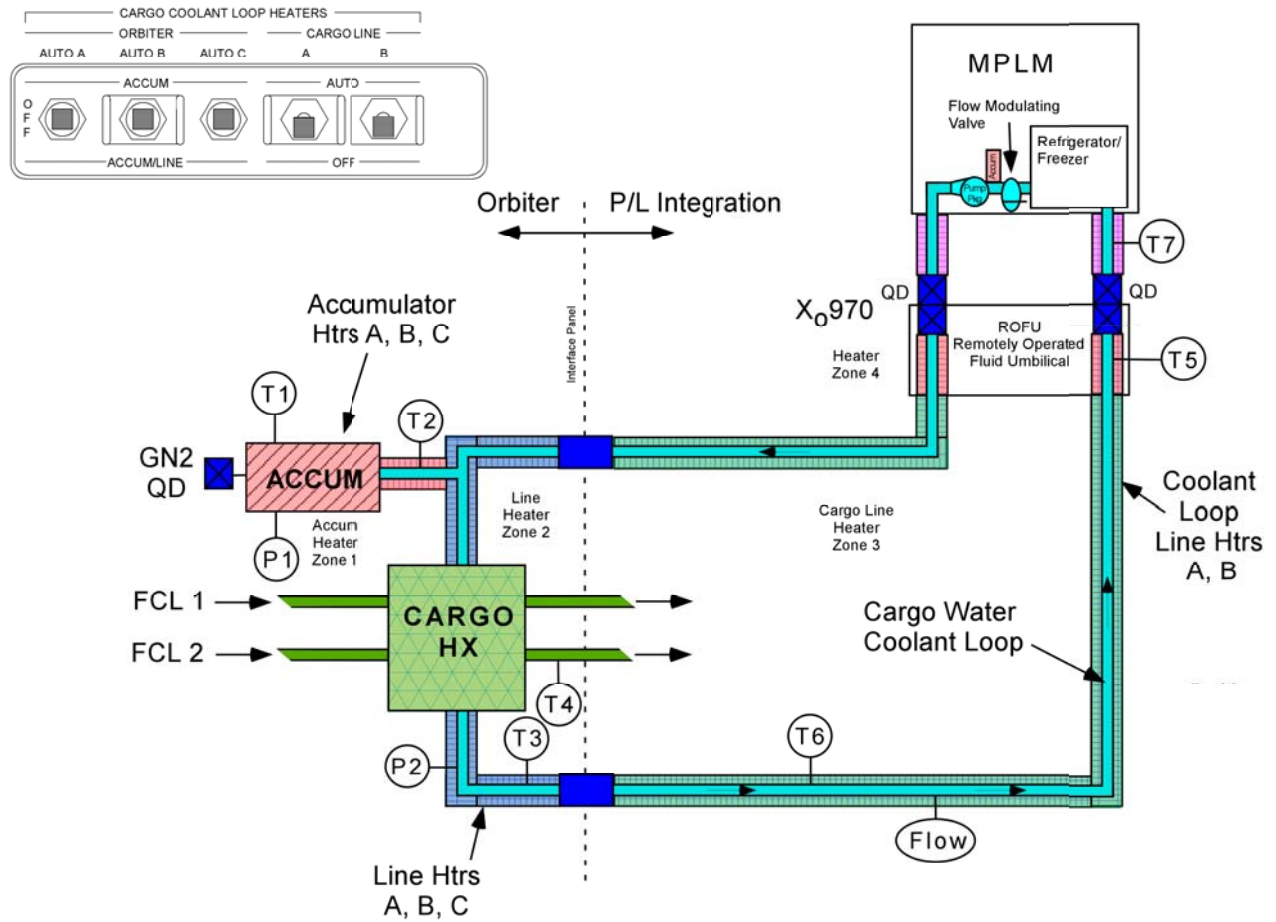 CARGO COOLANT LOOP HEATERS
ORBITER
CARGO LINE
AUTO A
AUTO B
AUTO C
A
B
ACCUM
AUTO
OFF
ACCUM/LINE
OFF
MPLM
Flow Modulating
Valve
Refrigerator/
Freezer
Accum
Pump
Pkg
Orbiter
P/L Integration
T7
QD
QD
Xo970
ROFU
Remotely Operated
Fluid Umbilical
Heater
Zone 4
T5
Interface Panel
Accumulator
Htrs A, B, C
T1
T2
GN2
QD
ACCUM
Line
Heater
Zone 2
Cargo Line
Heater
Zone 3
Coolant
Loop
Line Htrs
A, B
P1
Accum
Heater
Zone 1
FCL 1
FCL 2
CARGO
HX
Cargo Water
Coolant Loop
T4
T3
T6
P2
Flow
Line Htrs
A, B, C